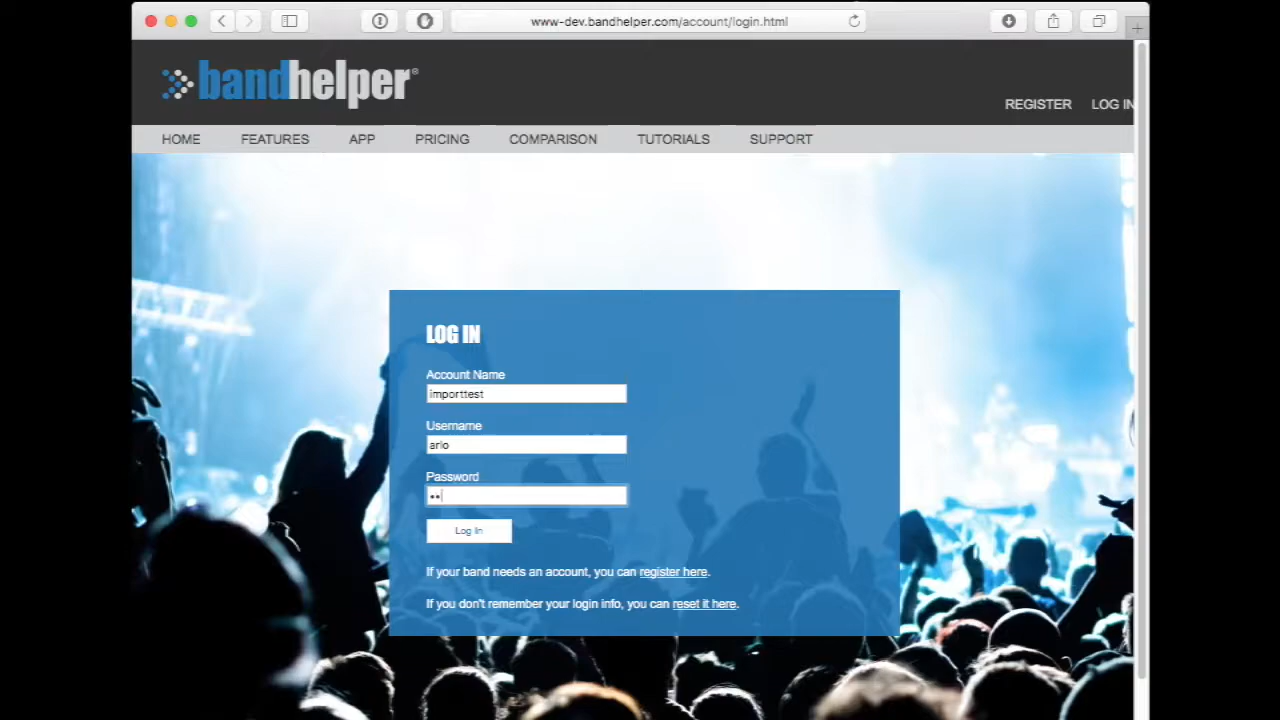 www-dev.bandhelper.com/account/login.html
bandhelper®
REGISTER LOG IN
HOME FEATURES APP PRICING COMPARISON TUTORIALS SUPPORT
LOG IN
Account Name
importtest
Username
arlo
Password
••
Log In
If your band needs an account, you can register here.
If you don't remember your login info, you can reset it here.